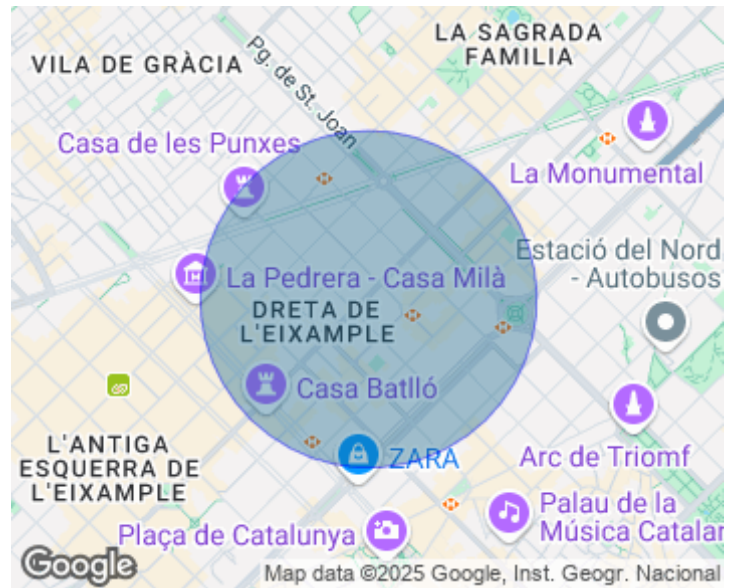 LA SAGRADA
FAMILIA
VILA DE GRÀCIA
Pg. de St. Joan
Casa de les Punxes
La Monumental
Estació del Nord
- Autobusos
La Pedrera - Casa Milà
DRETA DE
L'EIXAMPLE
Casa Batlló
L'ANTIGA
ESQUERRA DE
L'EIXAMPLE
ZARA
Arc de Triomf
Plaça de Catalunya
Palau de la
Música Catalan
Google
Map data ©2025 Google, Inst. Geogr. Nacional